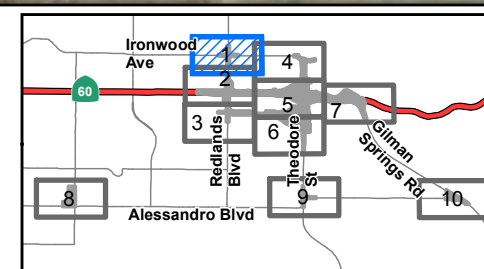 Ironwood
Ave
1
4
60
2
5
7
3
6
Redlands
Blvd
Theodore
St
Gilman
Springs Rd
8
9
10
Alessandro Blvd